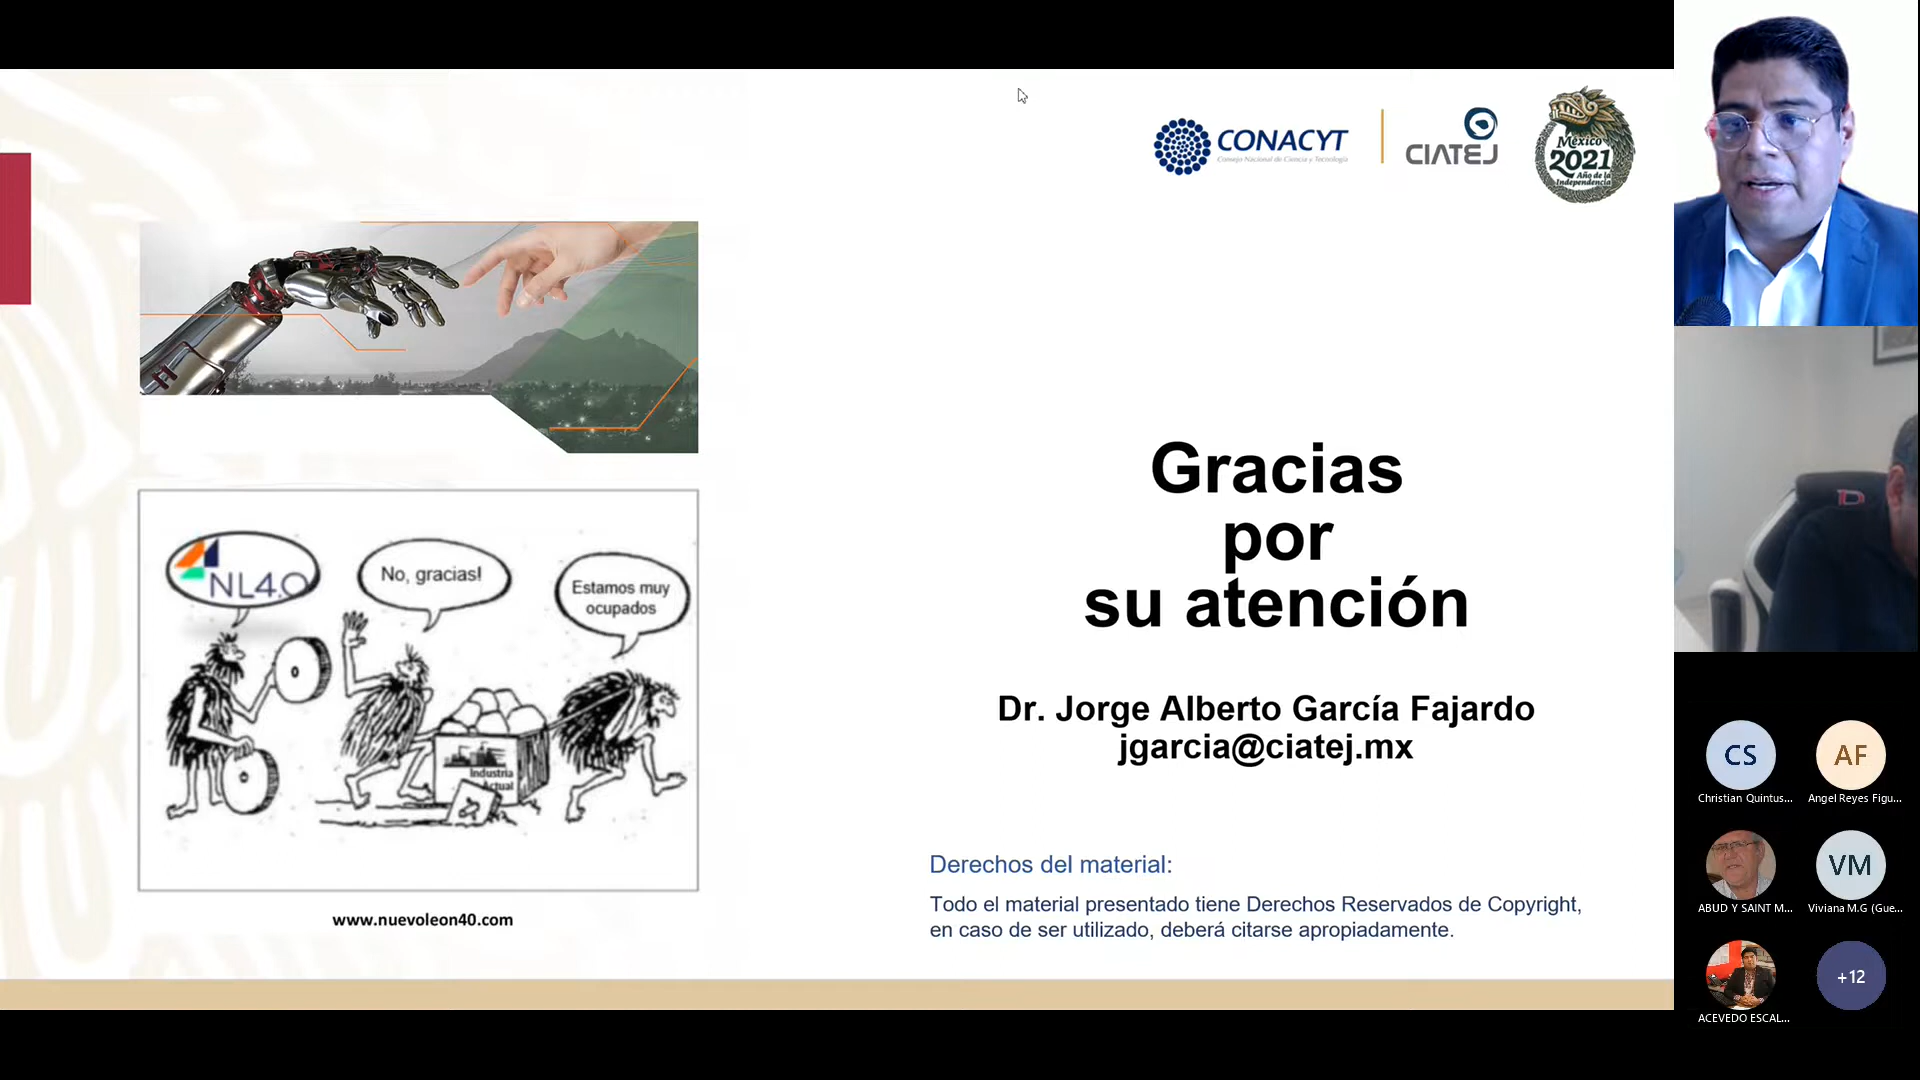 CONACYT
Consejo Nacional de Ciencia y Tecnología
CIATEJ
México
2021
Año de la
Independencia
NL4.0
No, gracias!
Estamos muy
ocupados
Industria
Actual
www.nuevoleon40.com
Gracias
por
su atención
Dr. Jorge Alberto García Fajardo
jgarcia@ciatej.mx
Derechos del material:
Todo el material presentado tiene Derechos Reservados de Copyright,
en caso de ser utilizado, deberá citarse apropiadamente.
CS
AF
Christian Quintus...
Angel Reyes Figu...
VM
ABUD Y SAINT M...
Viviana M.G (Gue...
+12
ACEVEDO ESCAL...